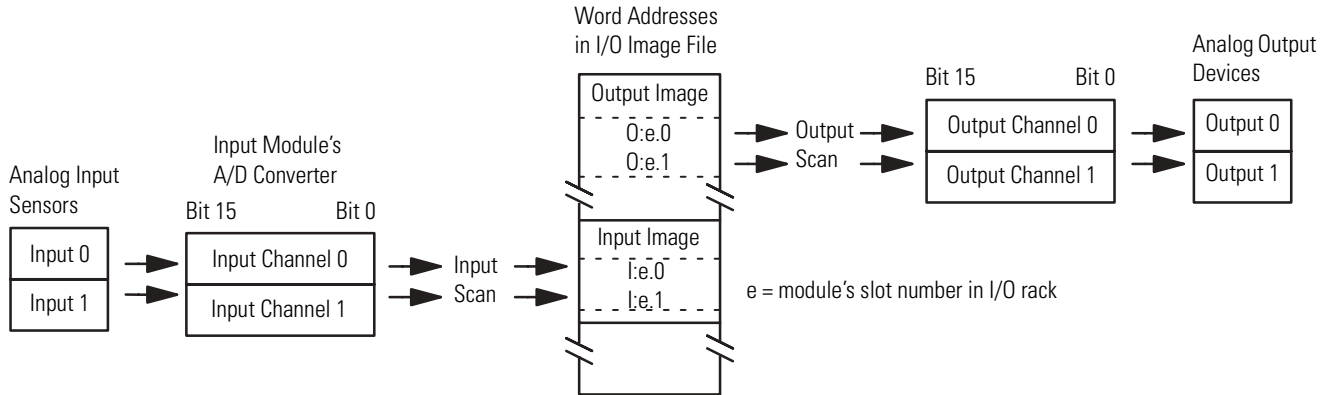 Word Addresses
in I/O Image File
Analog Output
Devices
Bit 15 Bit 0
Output Image
O:e.0
O:e.1
Output
Scan
Output Channel 0
Output Channel 1
Output 0
Output 1
Input Module's
A/D Converter
Analog Input
Sensors
Bit 15 Bit 0
Input 0
Input 1
Input Channel 0
Input Channel 1
Input
Scan
Input Image
I:e.0
I:e.1
e = module's slot number in I/O rack